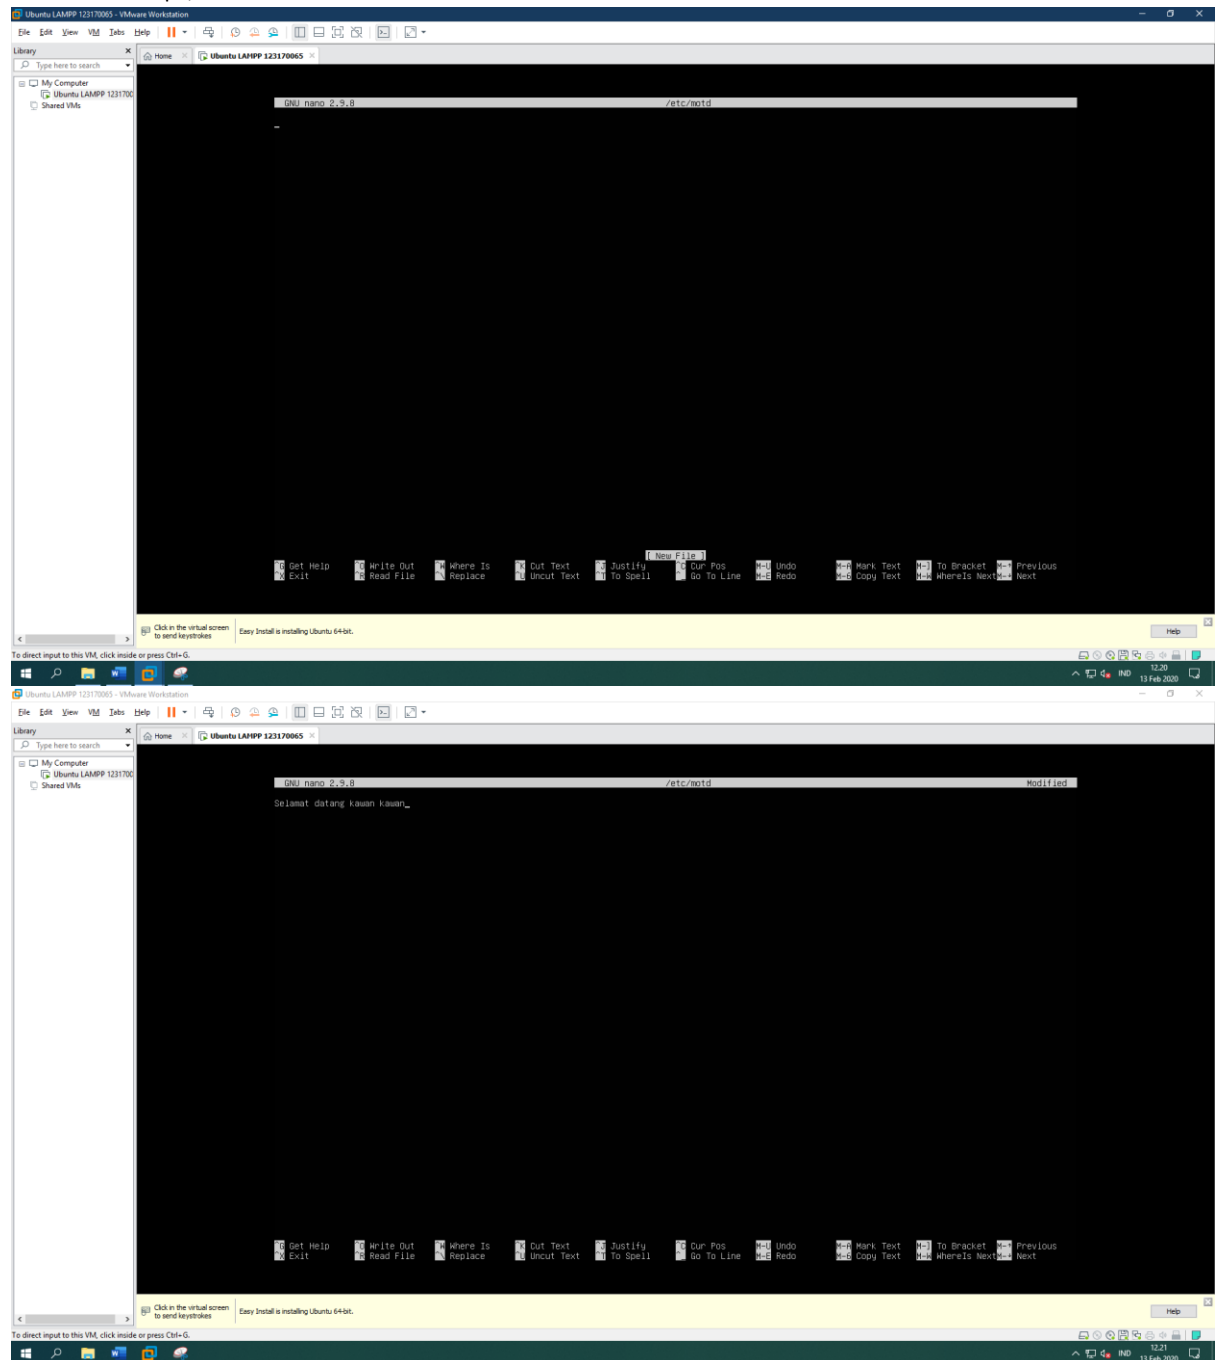 Ubuntu LAMPP 123170065 - VMware Workstation
File Edit View VM Tabs Help
Library
Home
Ubuntu LAMPP 123170065
Type here to search
My Computer
Ubuntu LAMPP 1231700
Shared VMs
GNU nano 2.9.8 /etc/motd
[ New File ]
^G Get Help ^O Write Out ^W Where Is ^K Cut Text ^J Justify ^C Cur Pos M-U Undo M-A Mark Text M-] To Bracket Previous
^X Exit ^R Read File ^\ Replace ^U Uncut Text ^T To Spell ^_ Go To Line M-E Redo M-6 Copy Text M-W WhereIs Next Next
Click in the virtual screen
to send keystrokes
Easy Install is installing Ubuntu 64-bit.
Help
To direct input to this VM, click inside or press Ctrl+G.
IND
12.20
13 Feb 2020
Ubuntu LAMPP 123170065 - VMware Workstation
File Edit View VM Tabs Help
Library
Home
Ubuntu LAMPP 123170065
Type here to search
My Computer
Ubuntu LAMPP 1231700
Shared VMs
GNU nano 2.9.8 /etc/motd Modified
Selamat datang kawan kawan_
^G Get Help ^O Write Out ^W Where Is ^K Cut Text ^J Justify ^C Cur Pos M-U Undo M-A Mark Text M-] To Bracket Previous
^X Exit ^R Read File ^\ Replace ^U Uncut Text ^T To Spell ^_ Go To Line M-E Redo M-6 Copy Text M-W WhereIs Next Next
Click in the virtual screen
to send keystrokes
Easy Install is installing Ubuntu 64-bit.
Help
To direct input to this VM, click inside or press Ctrl+G.
IND
12.21
13 Feb 2020